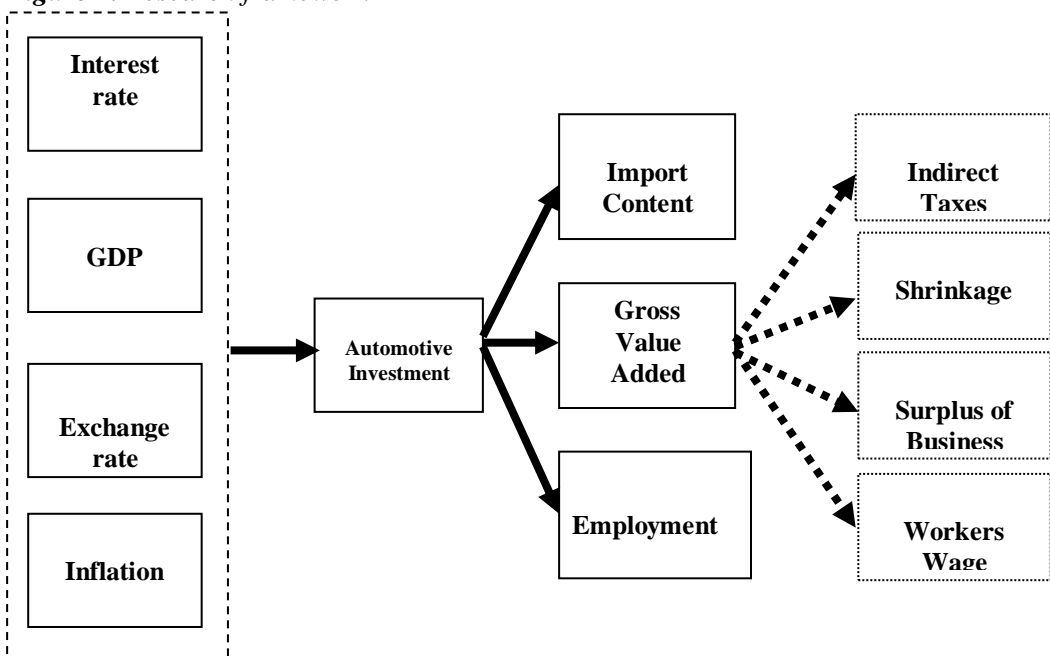 Interest
rate
GDP
Exchange
rate
Inflation
Automotive
Investment
Import
Content
Gross
Value
Added
Employment
Indirect
Taxes
Shrinkage
Surplus of
Business
Workers
Wage